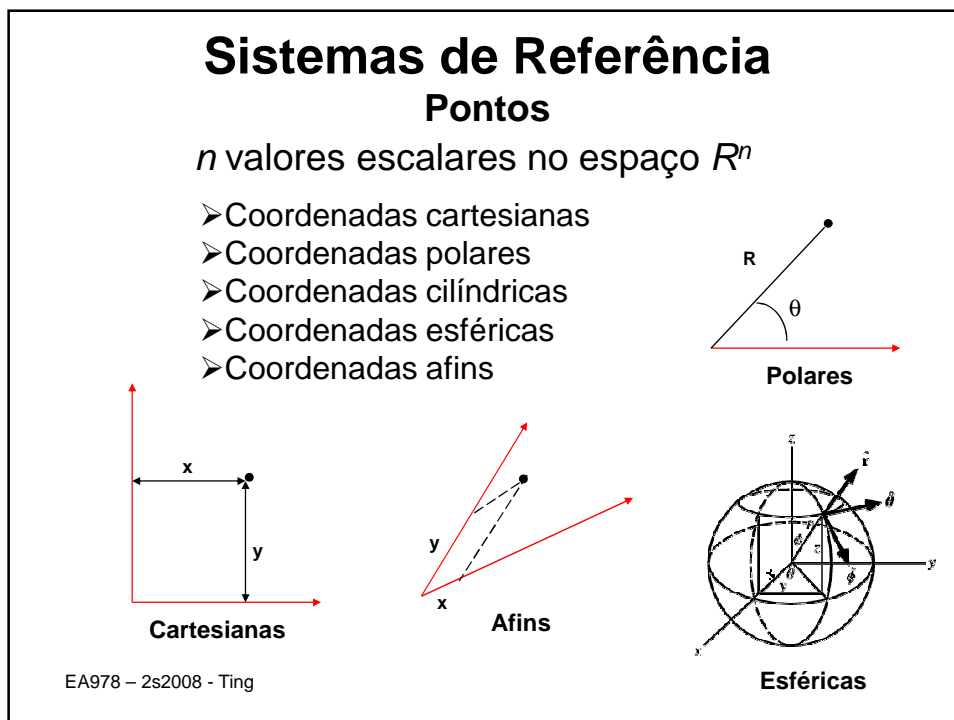 Sistemas de Referência
Pontos
n valores escalares no espaço Rⁿ
➢Coordenadas cartesianas
➢Coordenadas polares
➢Coordenadas cilíndricas
➢Coordenadas esféricas
➢Coordenadas afins
R
θ
Polares
x
y
Cartesianas
y
x
Afins
z
r̂
y
x
Esféricas
EA978 – 2s2008 - Ting